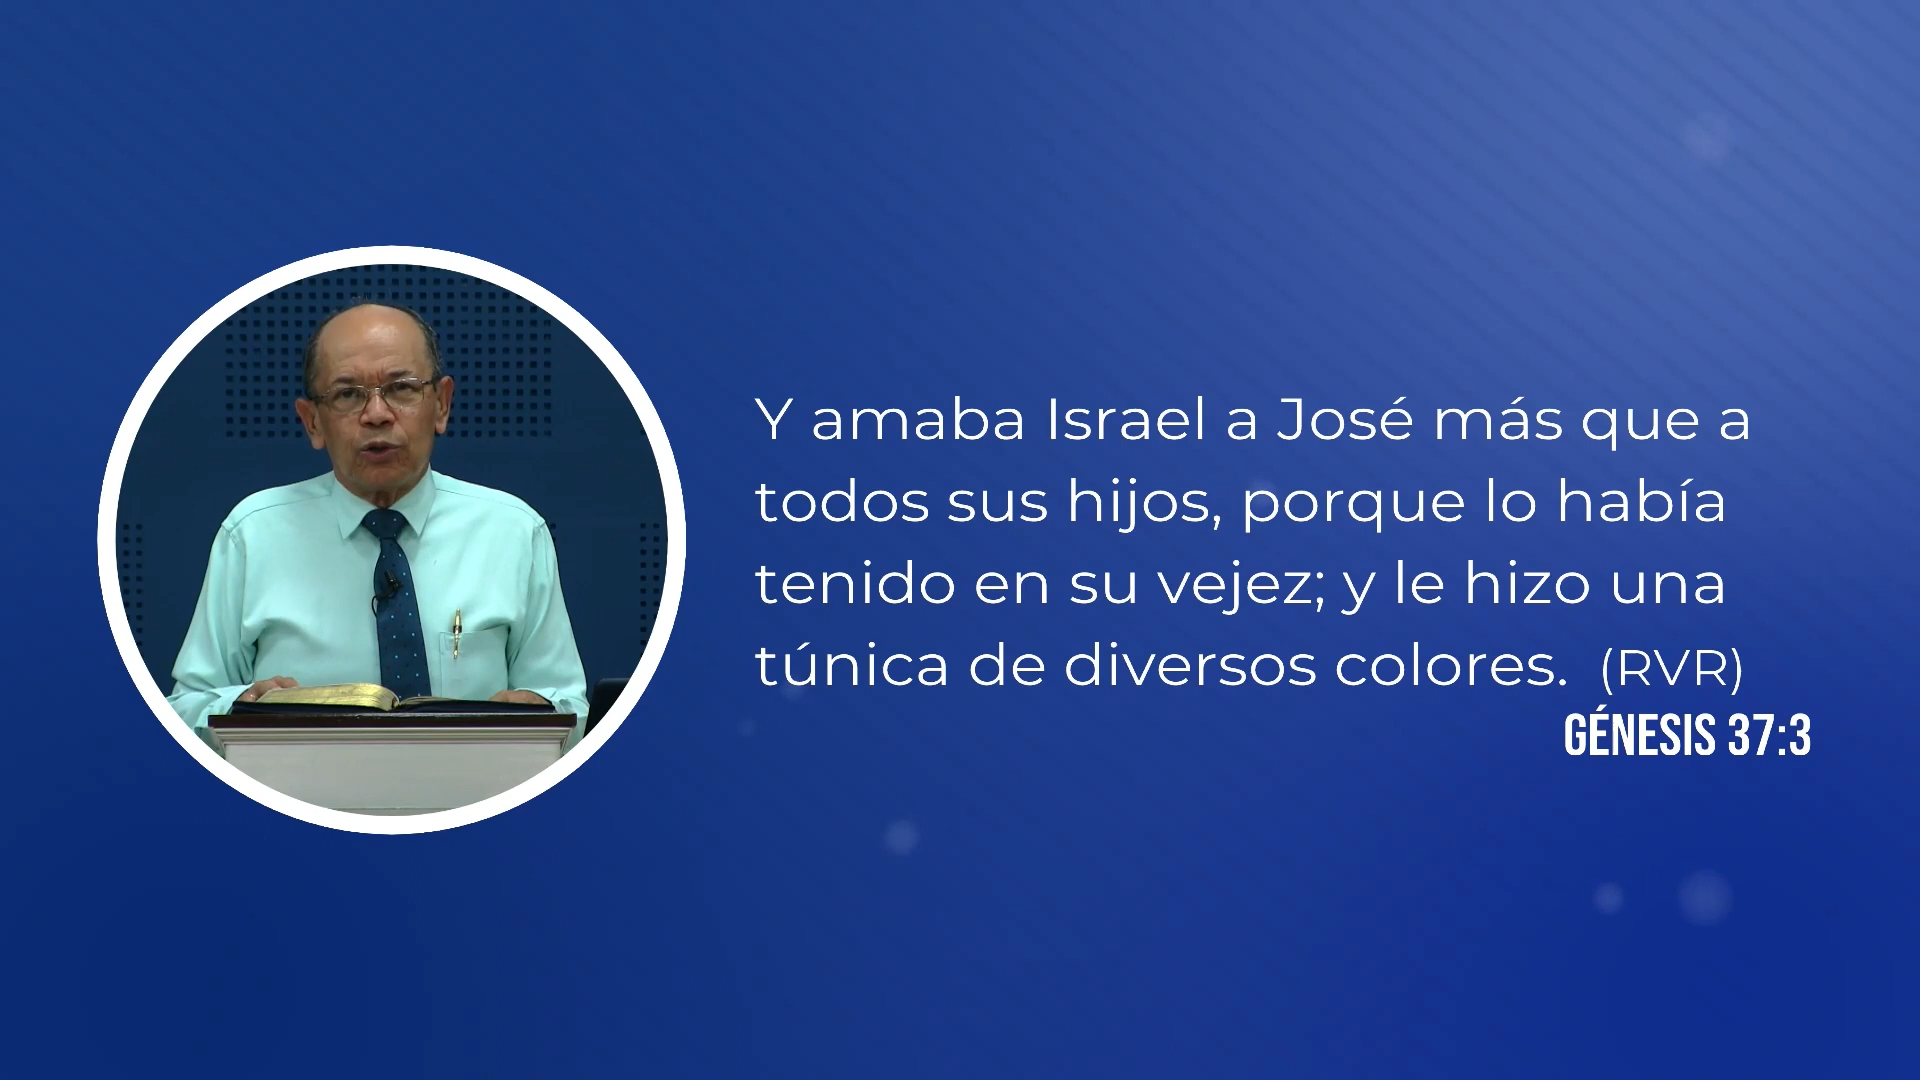 Y amaba Israel a José más que a
todos sus hijos, porque lo había
tenido en su vejez; y le hizo una
túnica de diversos colores.  (RVR)
GÉNESIS 37:3